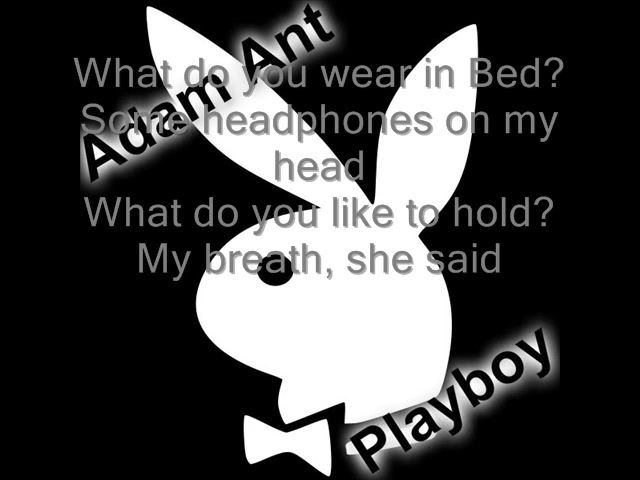 Adam Ant
What do you wear in Bed?
Some headphones on my
head
What do you like to hold?
My breath, she said
Playboy